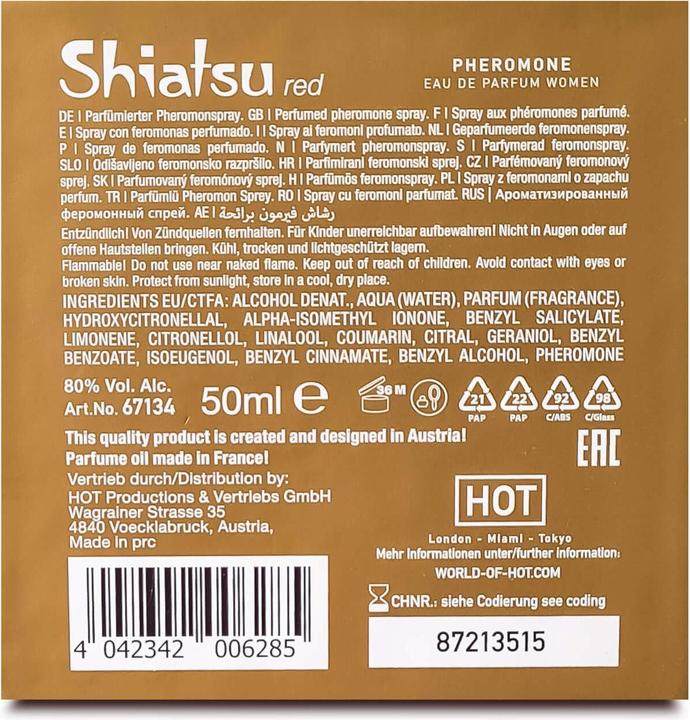 Shiatsu red
PHEROMONE
EAU DE PARFUM WOMEN
DE | Parfümierter Pheromonspray. GB | Perfumed pheromone spray. F | Spray aux phéromones parfumé.
E | Spray con feromonas perfumado. I | Spray ai feromoni profumato. NL | Geparfumeerde feromonenspray.
P | Spray de feromonas perfumado. N | Parfymert pheromonspray. S | Parfymerad feromonspray.
SLO | Odišavljeno feromonsko razpršilo. HR | Parfimirani feromonski sprej. CZ | Parfémovaný feromonový
sprej. SK | Parfumovaný feromónový sprej. H | Parfümös feromonspray. PL | Spray z feromonami o zapachu
perfum. TR | Parfümlü Pheromon Sprey. RO | Spray cu feromoni parfumat. RUS | Ароматизированный
феромонный спрей. AE | رشاش فيرمون برائحة
Entzündlich! Von Zündquellen fernhalten. Für Kinder unerreichbar aufbewahren! Nicht in Augen oder auf
offene Hautstellen bringen. Kühl, trocken und lichtgeschützt lagern.
Flammable! Do not use near naked flame. Keep out of reach of children. Avoid contact with eyes or
broken skin. Protect from sunlight, store in a cool, dry place.
INGREDIENTS EU/CTFA: ALCOHOL DENAT., AQUA (WATER), PARFUM (FRAGRANCE),
HYDROXYCITRONELLAL, ALPHA-ISOMETHYL IONONE, BENZYL SALICYLATE,
LIMONENE, CITRONELLOL, LINALOOL, COUMARIN, CITRAL, GERANIOL, BENZYL
BENZOATE, ISOEUGENOL, BENZYL CINNAMATE, BENZYL ALCOHOL, PHEROMONE
80% Vol. Alc.
Art.No. 67134
50ml e
36 M
21 PAP
22 PAP
92 C/ABS
98 C/Glass
This quality product is created and designed in Austria!
Parfume oil made in France!
EAC
Vertrieb durch/Distribution by:
HOT Productions & Vertriebs GmbH
Wagrainer Strasse 35
4840 Voecklabruck, Austria,
Made in prc
HOT
London - Miami - Tokyo
Mehr Informationen unter/further information:
WORLD-OF-HOT.COM
CHNR.: siehe Codierung see coding
87213515
4 042342 006285